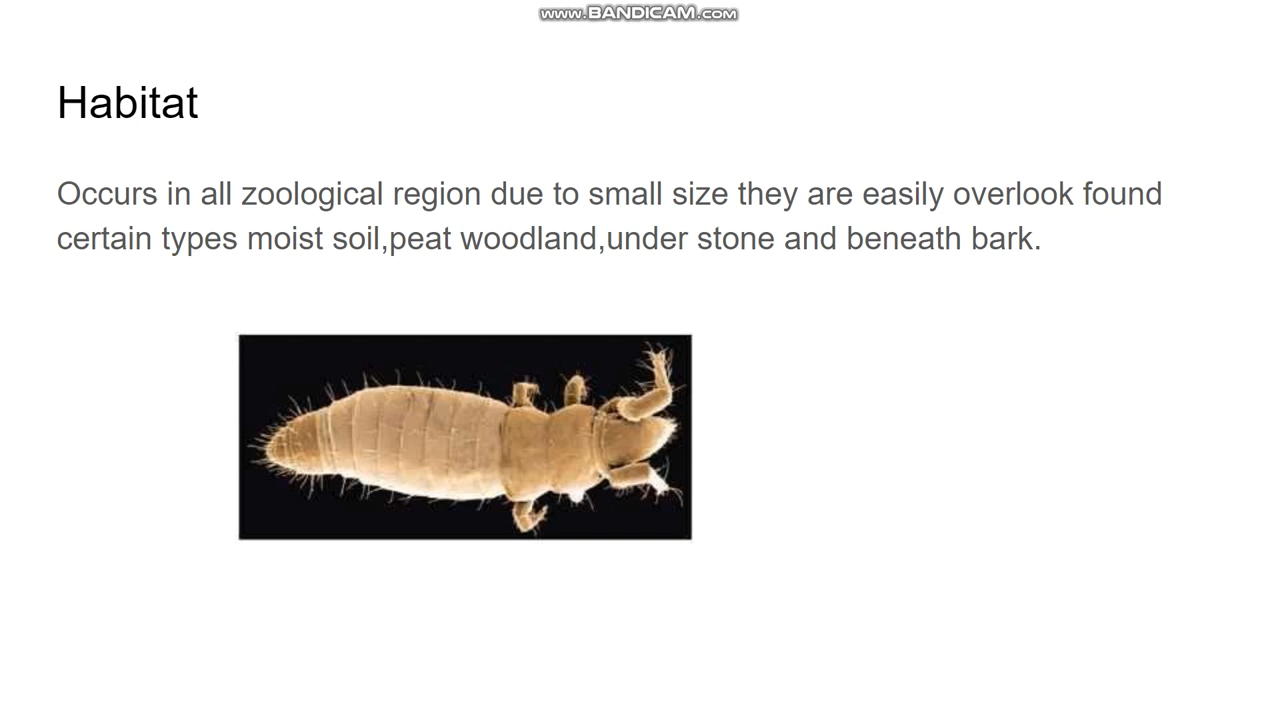 www.BANDICAM.com
Habitat
Occurs in all zoological region due to small size they are easily overlook found
certain types moist soil,peat woodland,under stone and beneath bark.